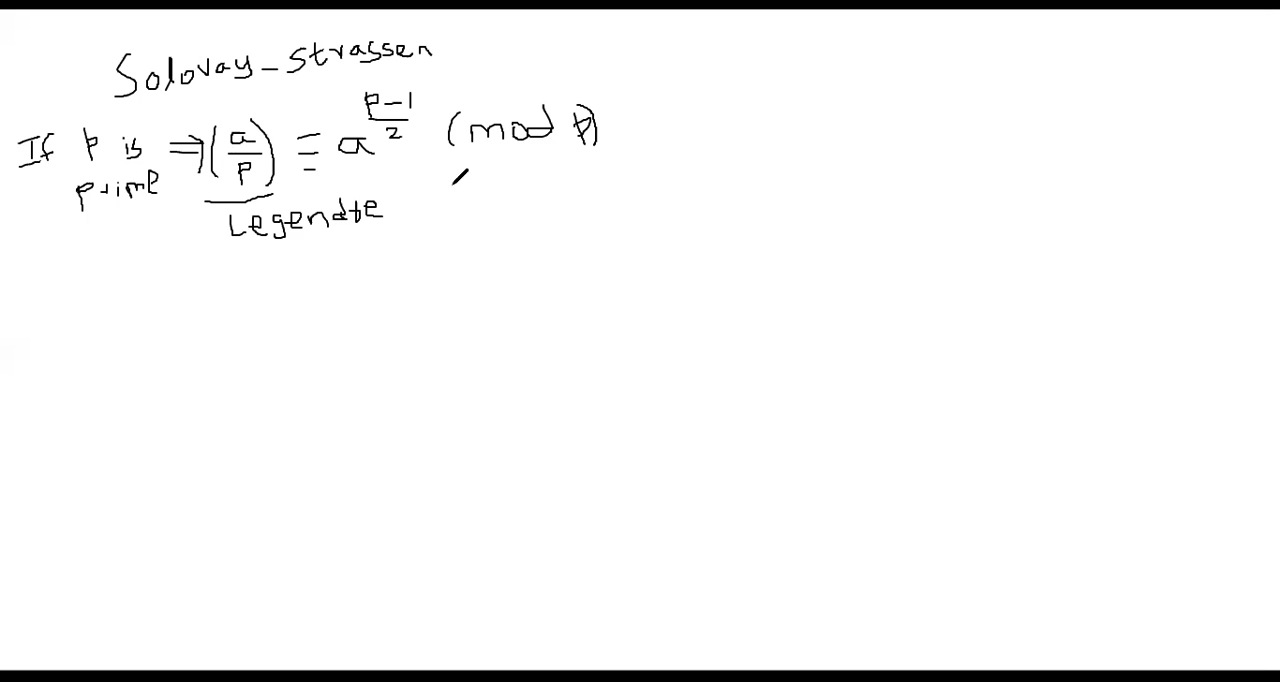 Solovay-Strassen
If p is prime ⇒ (a/p) ≡ a^((p-1)/2) (mod p)
Legendre